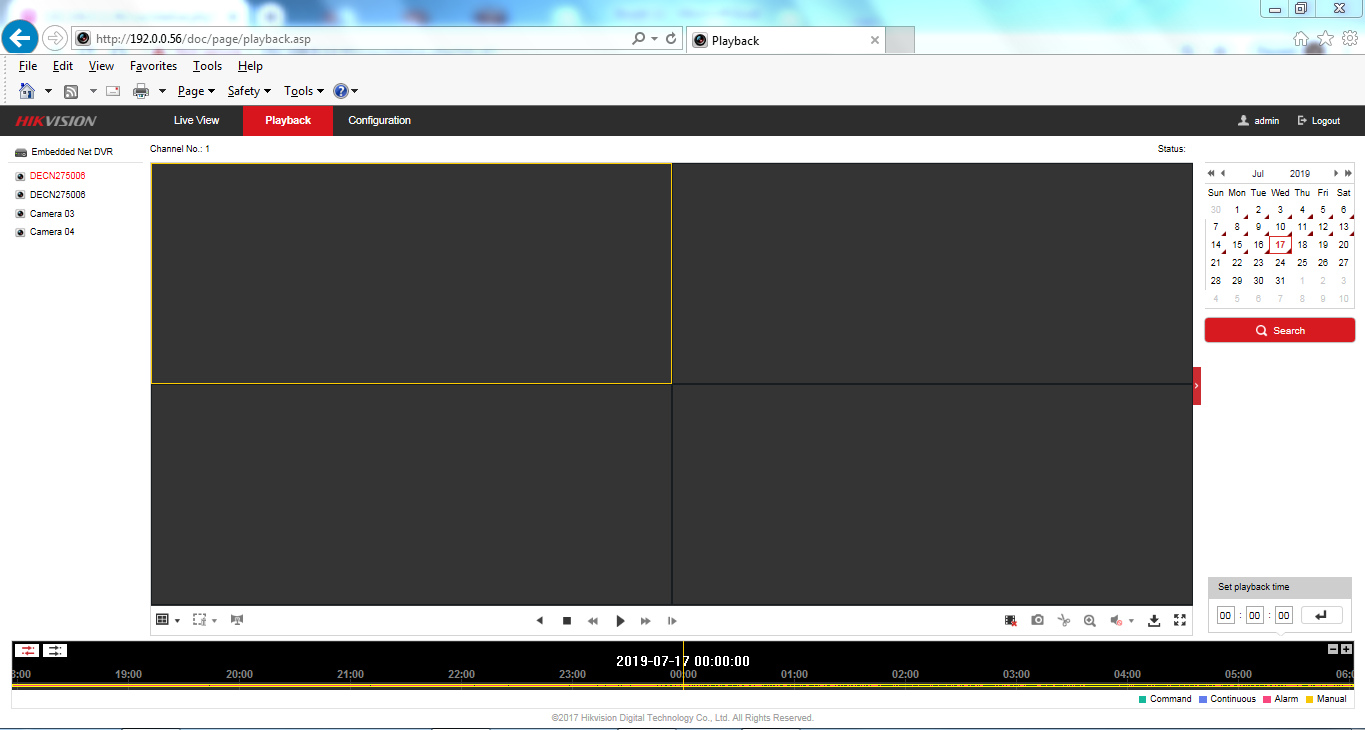 http://192.0.0.56/doc/page/playback.asp
Playback
File Edit View Favorites Tools Help
Page Safety Tools
HIKVISION Live View Playback Configuration admin Logout
Embedded Net DVR
DECN275006
DECN275006
Camera 03
Camera 04
Channel No.: 1 Status:
Jul 2019
Sun Mon Tue Wed Thu Fri Sat
30 1 2 3 4 5 6
7 8 9 10 11 12 13
14 15 16 17 18 19 20
21 22 23 24 25 26 27
28 29 30 31 1 2 3
4 5 6 7 8 9 10
Search
Set playback time
00 : 00 : 00
2019-07-17 00:00:00
19:00 20:00 21:00 22:00 23:00 00:00 01:00 02:00 03:00 04:00 05:00
Command Continuous Alarm Manual
©2017 Hikvision Digital Technology Co., Ltd. All Rights Reserved.